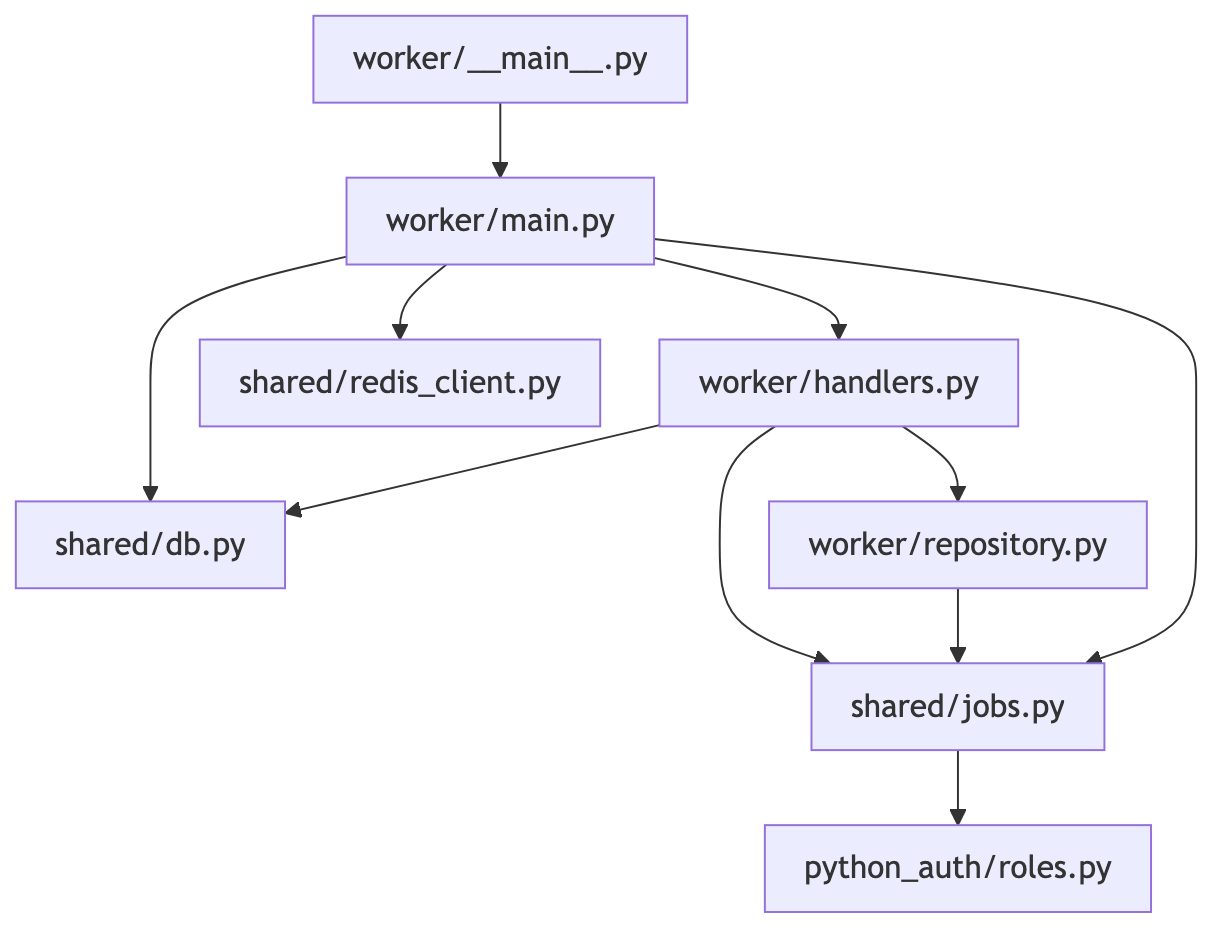 worker/__main__.py
worker/main.py
shared/redis_client.py
worker/handlers.py
shared/db.py
worker/repository.py
shared/jobs.py
python_auth/roles.py